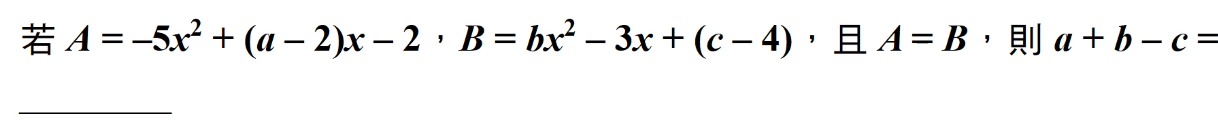 若 A = –5x² + (a – 2)x – 2，B = bx² – 3x + (c – 4)，且 A = B，則 a + b – c =